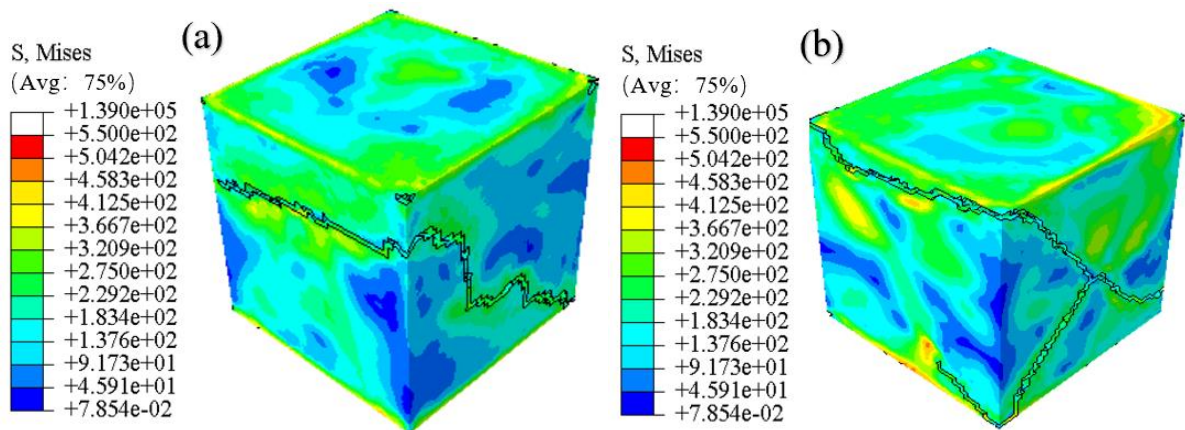 (a)
S, Mises
(Avg: 75%)
+1.390e+05
+5.500e+02
+5.042e+02
+4.583e+02
+4.125e+02
+3.667e+02
+3.209e+02
+2.750e+02
+2.292e+02
+1.834e+02
+1.376e+02
+9.173e+01
+4.591e+01
+7.854e-02
(b)
S, Mises
(Avg: 75%)
+1.390e+05
+5.500e+02
+5.042e+02
+4.583e+02
+4.125e+02
+3.667e+02
+3.209e+02
+2.750e+02
+2.292e+02
+1.834e+02
+1.376e+02
+9.173e+01
+4.591e+01
+7.854e-02